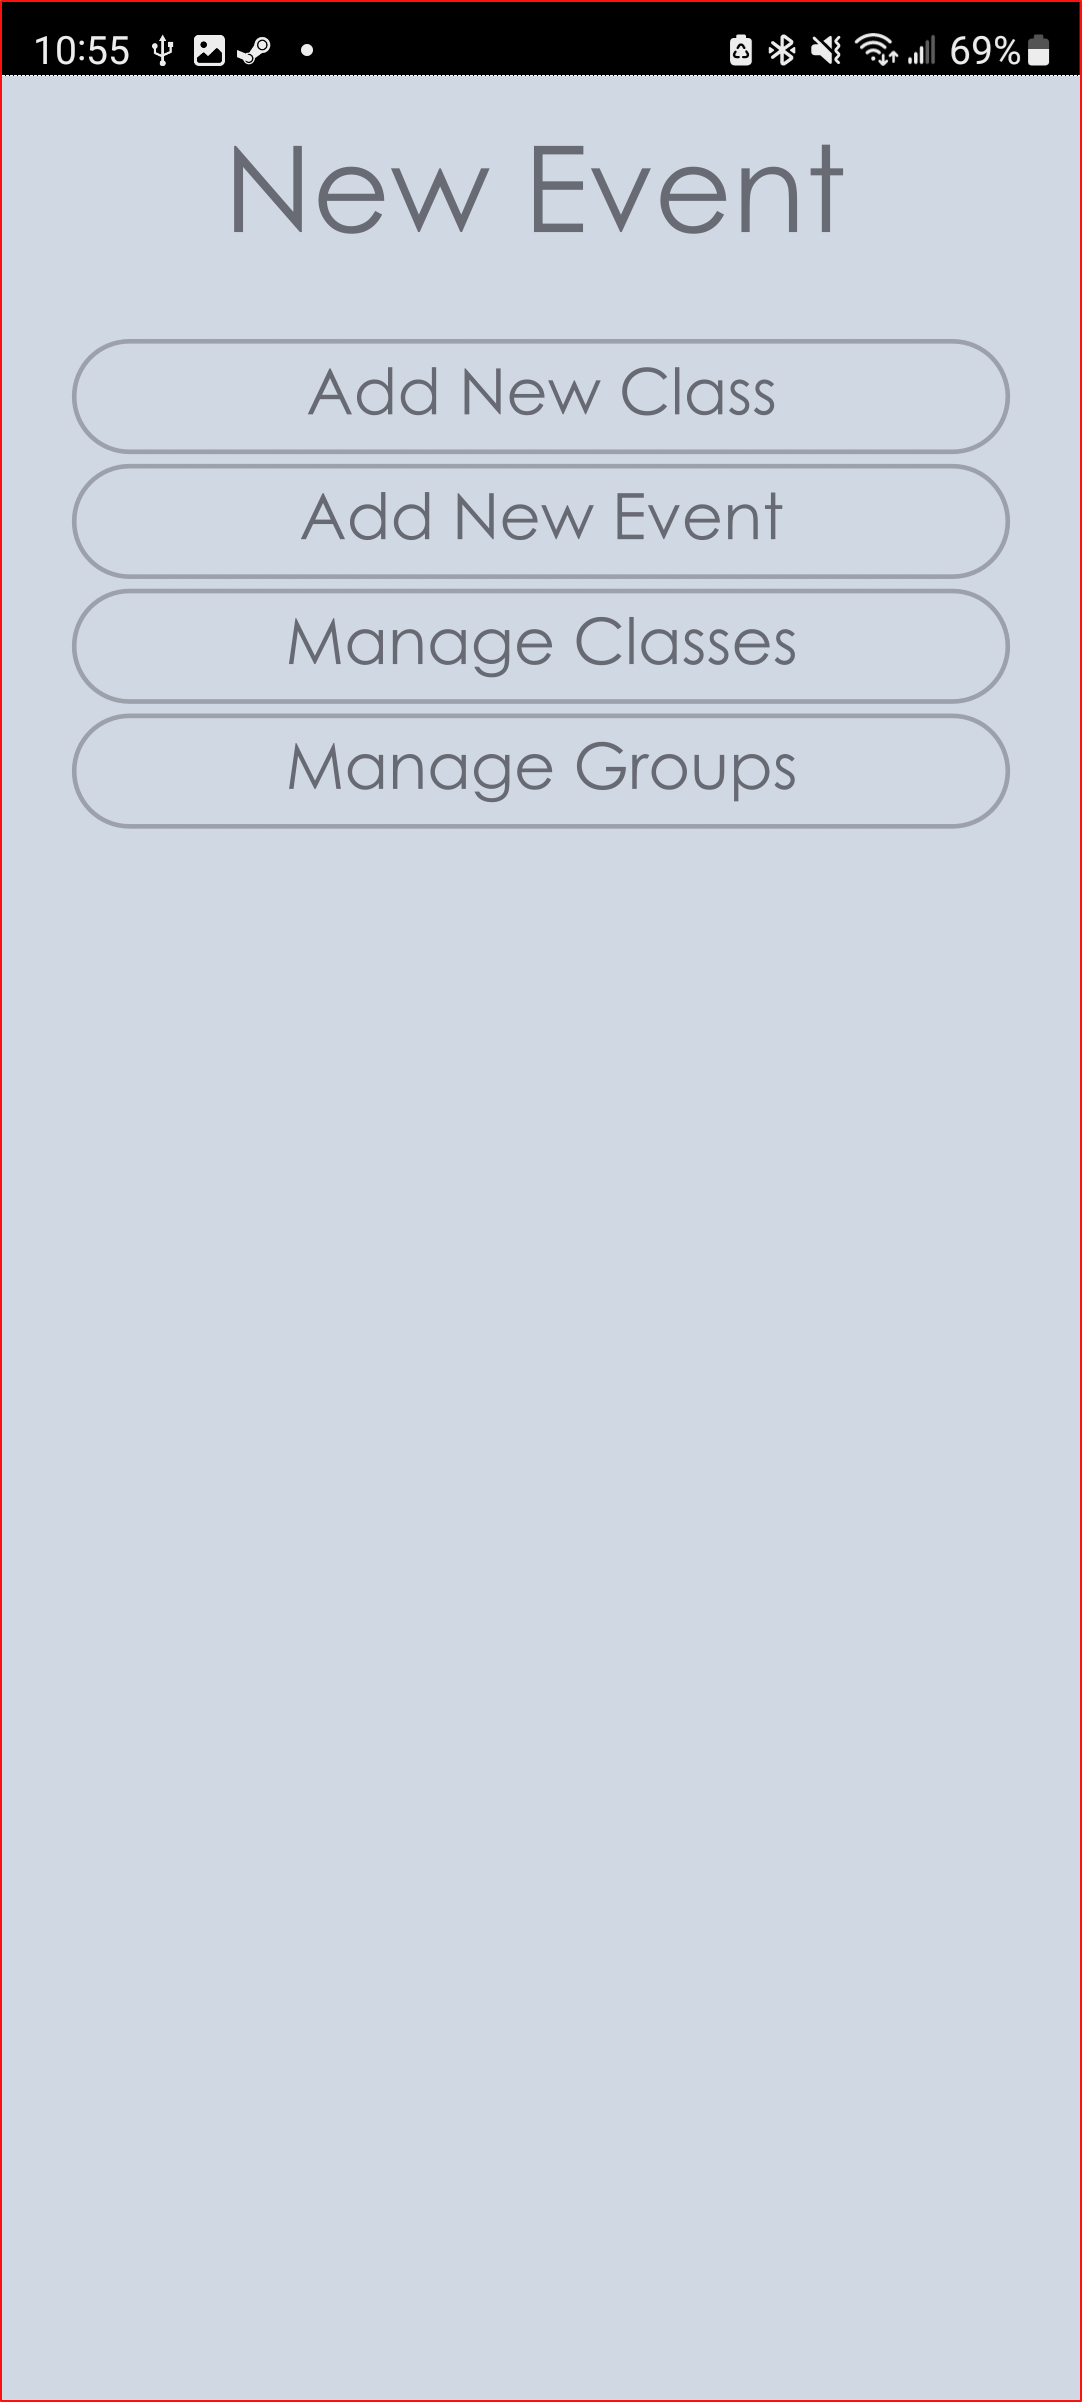 10:55 69%
New Event
Add New Class
Add New Event
Manage Classes
Manage Groups